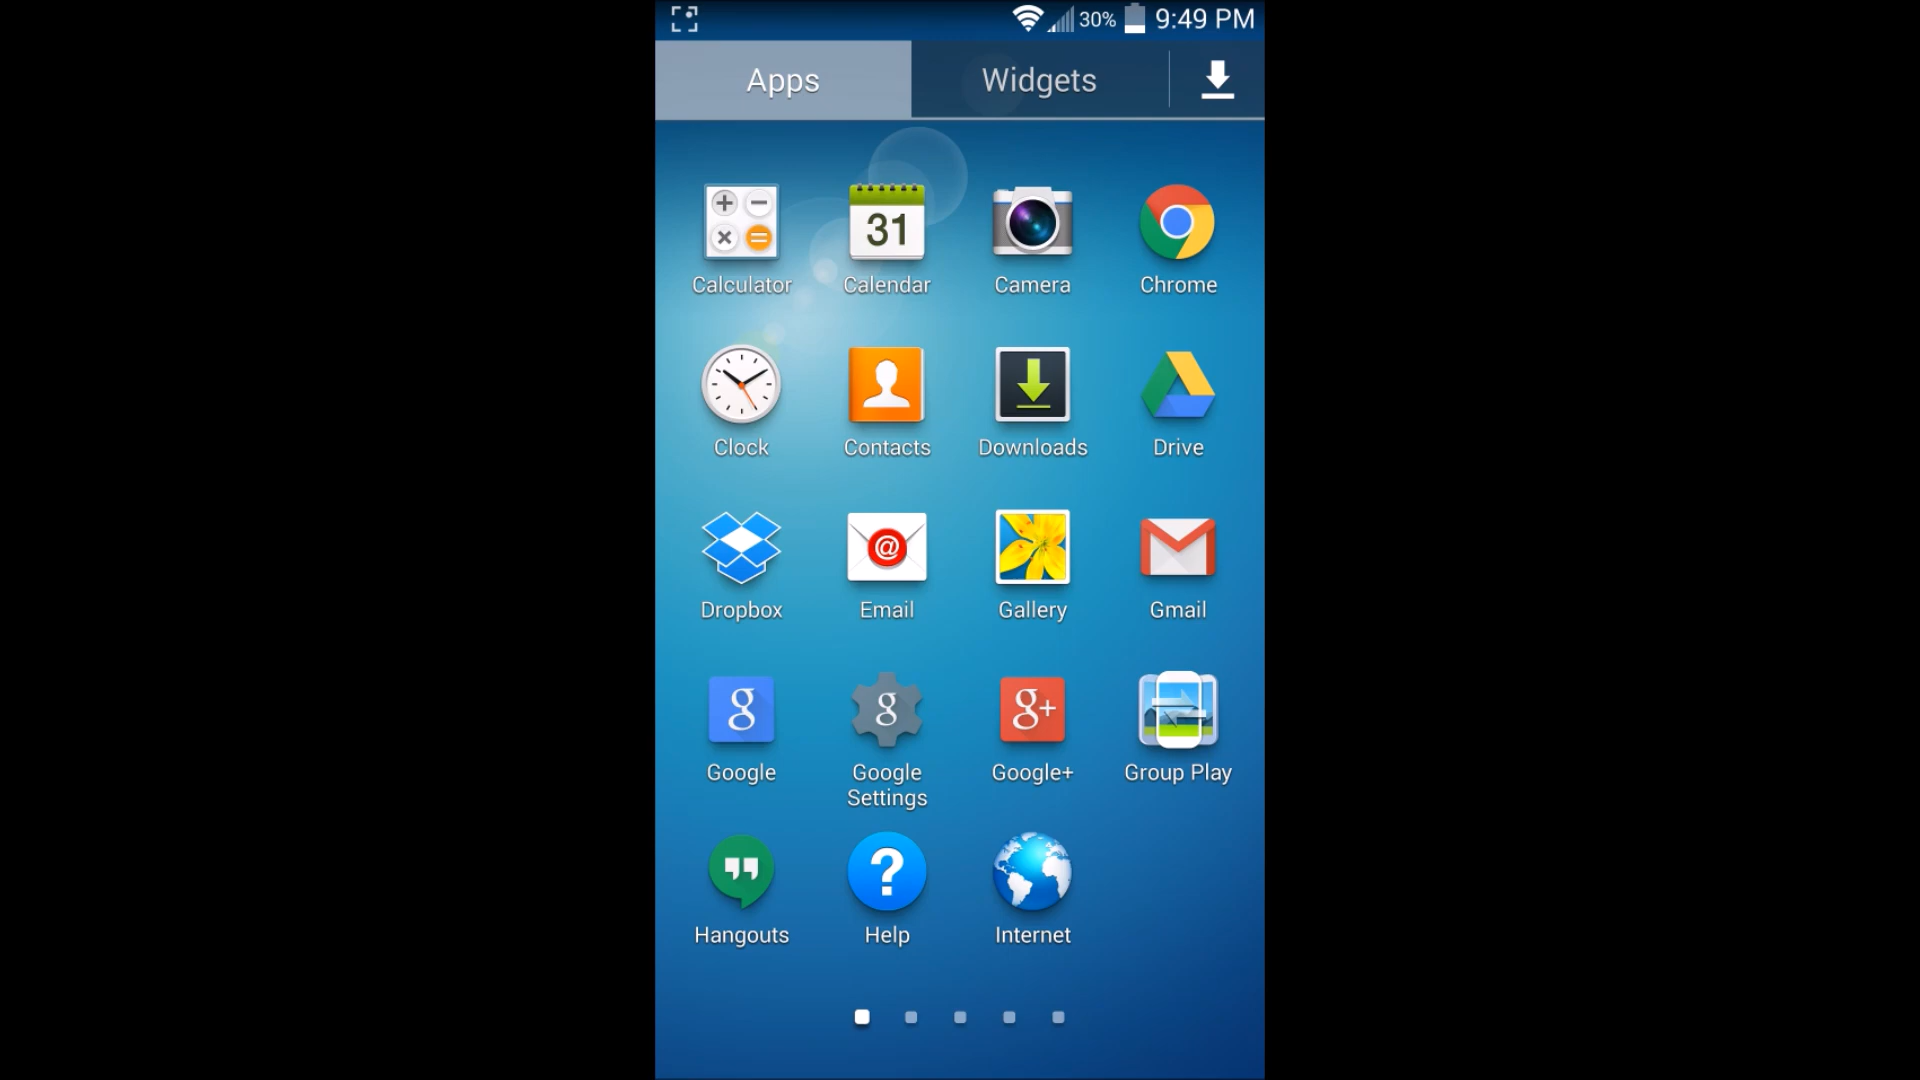 30% 9:49 PM
Apps Widgets
31
Calculator Calendar Camera Chrome
Clock Contacts Downloads Drive
@
Dropbox Email Gallery Gmail
g g g+
Google Google Settings Google+ Group Play
?
Hangouts Help Internet